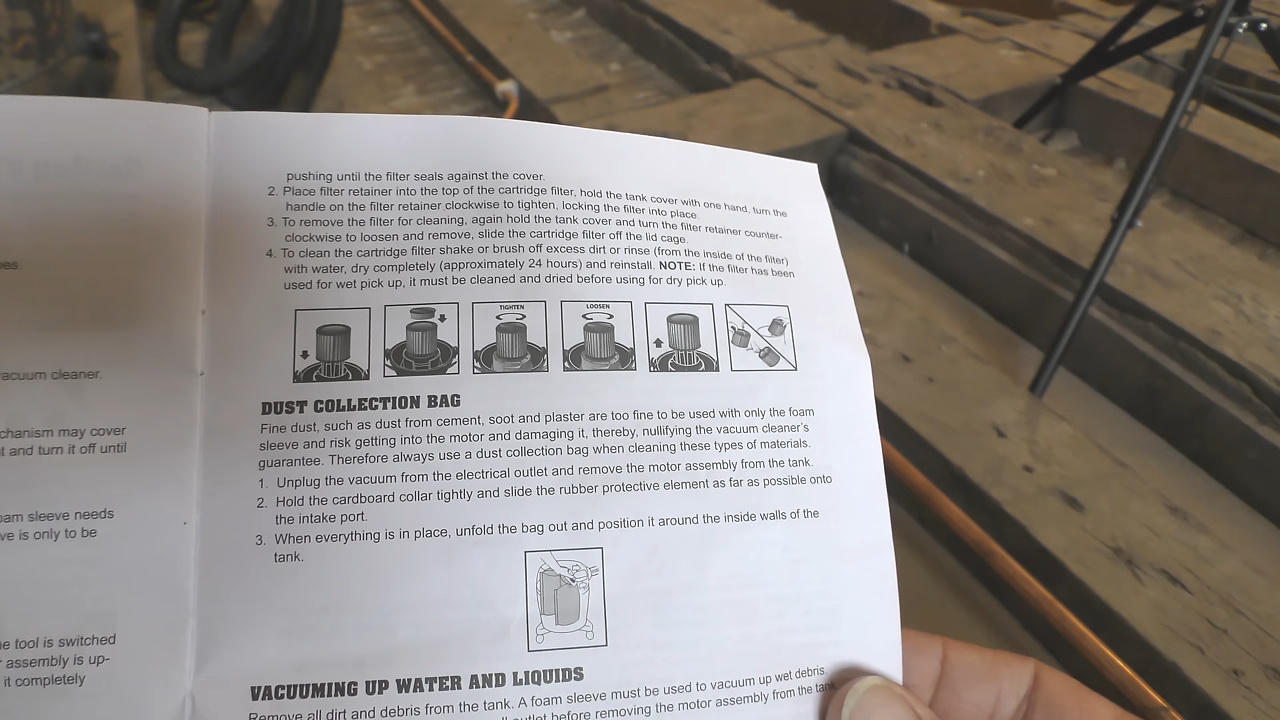 es.
acuum cleaner.
chanism may cover
t and turn it off until
am sleeve needs
ve is only to be
e tool is switched
assembly is up-
it completely
pushing until the filter seals against the cover.
2. Place filter retainer into the top of the cartridge filter, hold the tank cover with one hand, turn the
handle on the filter retainer clockwise to tighten, locking the filter into place.
3. To remove the filter for cleaning, again hold the tank cover and turn the filter retainer counter-
clockwise to loosen and remove, slide the cartridge filter off the lid cage.
4. To clean the cartridge filter shake or brush off excess dirt or rinse (from the inside of the filter)
with water, dry completely (approximately 24 hours) and reinstall. NOTE: If the filter has been
used for wet pick up, it must be cleaned and dried before using for dry pick up.
TIGHTEN
LOOSEN
DUST COLLECTION BAG
Fine dust, such as dust from cement, soot and plaster are too fine to be used with only the foam
sleeve and risk getting into the motor and damaging it, thereby, nullifying the vacuum cleaner's
guarantee. Therefore always use a dust collection bag when cleaning these types of materials.
1. Unplug the vacuum from the electrical outlet and remove the motor assembly from the tank.
2. Hold the cardboard collar tightly and slide the rubber protective element as far as possible onto
the intake port.
3. When everything is in place, unfold the bag out and position it around the inside walls of the
tank.
VACUUMING UP WATER AND LIQUIDS
Remove all dirt and debris from the tank. A foam sleeve must be used to vacuum up wet debris.
outlet before removing the motor assembly from the tank